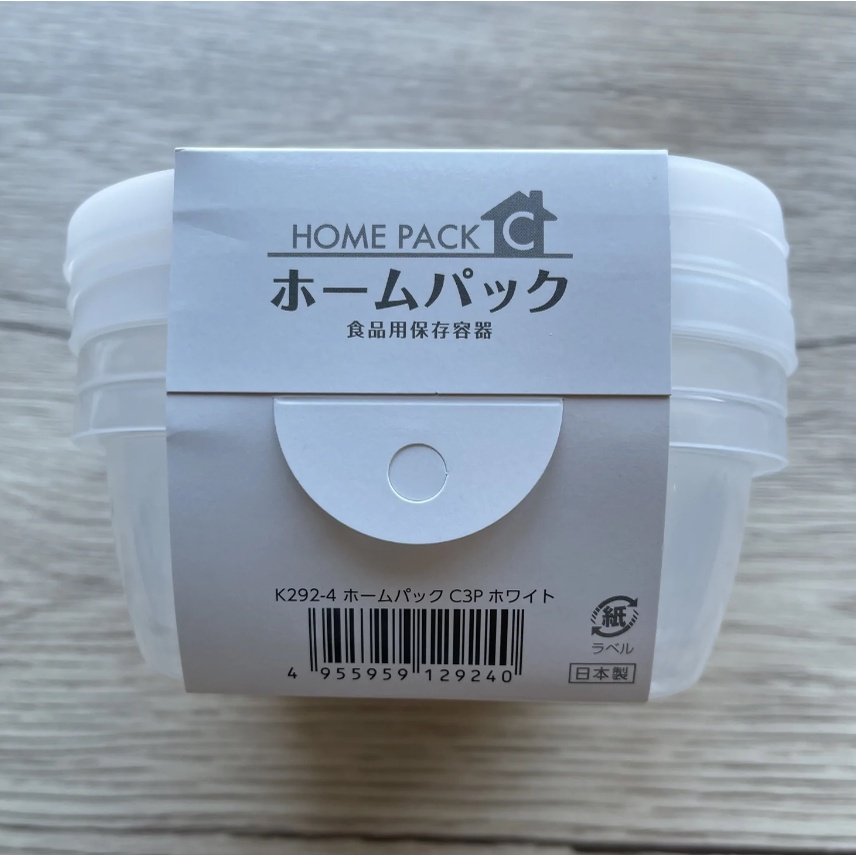 HOME PACK C
ホームパック
食品用保存容器
K292-4 ホームパック C3P ホワイト
4 955959 129240
紙
ラベル
日本製